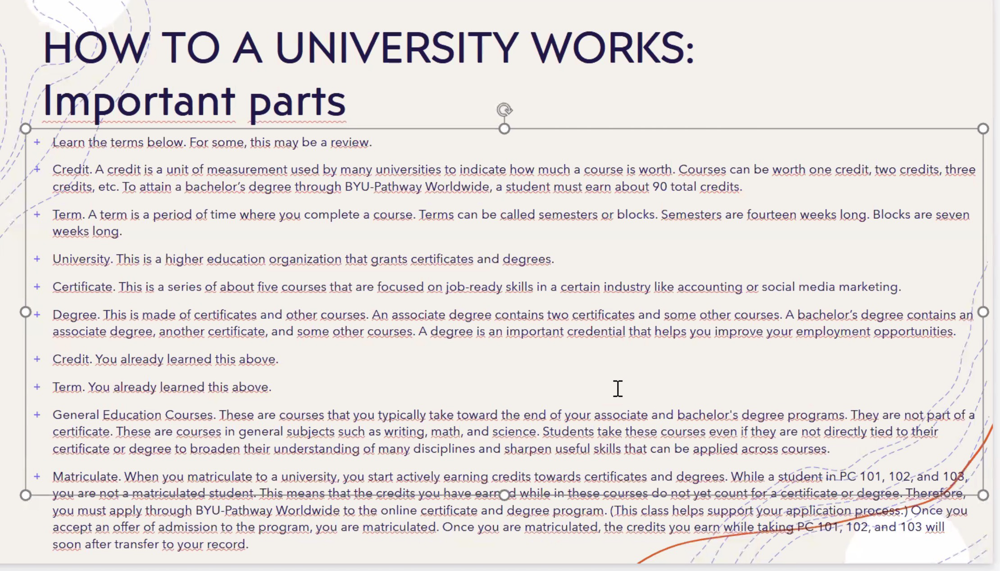 HOW TO A UNIVERSITY WORKS:
Important parts
+ Learn the terms below. For some, this may be a review.
+ Credit. A credit is a unit of measurement used by many universities to indicate how much a course is worth. Courses can be worth one credit, two credits, three
credits, etc. To attain a bachelor’s degree through BYU-Pathway Worldwide, a student must earn about 90 total credits.
+ Term. A term is a period of time where you complete a course. Terms can be called semesters or blocks. Semesters are fourteen weeks long. Blocks are seven
weeks long.
+ University. This is a higher education organization that grants certificates and degrees.
+ Certificate. This is a series of about five courses that are focused on job-ready skills in a certain industry like accounting or social media marketing.
+ Degree. This is made of certificates and other courses. An associate degree contains two certificates and some other courses. A bachelor’s degree contains an
associate degree, another certificate, and some other courses. A degree is an important credential that helps you improve your employment opportunities.
+ Credit. You already learned this above.
+ Term. You already learned this above.
+ General Education Courses. These are courses that you typically take toward the end of your associate and bachelor's degree programs. They are not part of a
certificate. These are courses in general subjects such as writing, math, and science. Students take these courses even if they are not directly tied to their
certificate or degree to broaden their understanding of many disciplines and sharpen useful skills that can be applied across courses.
+ Matriculate. When you matriculate to a university, you start actively earning credits towards certificates and degrees. While a student in PC 101, 102, and 103,
you are not a matriculated student. This means that the credits you have earned while in these courses do not yet count for a certificate or degree. Therefore,
you must apply through BYU-Pathway Worldwide to the online certificate and degree program. (This class helps support your application process.) Once you
accept an offer of admission to the program, you are matriculated. Once you are matriculated, the credits you earn while taking PC 101, 102, and 103 will
soon after transfer to your record.